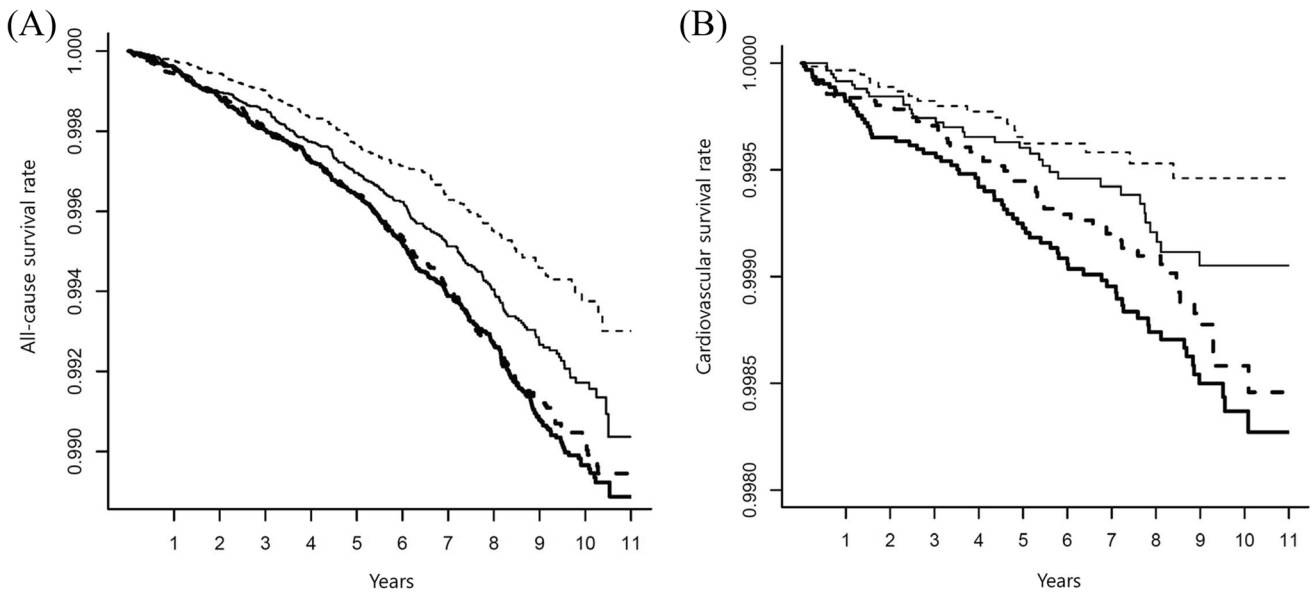 (A)
All-cause survival rate
1.000
0.998
0.996
0.994
0.992
0.990
1 2 3 4 5 6 7 8 9 10 11
Years
(B)
Cardiovascular survival rate
1.0000
0.9995
0.9990
0.9985
0.9980
1 2 3 4 5 6 7 8 9 10 11
Years